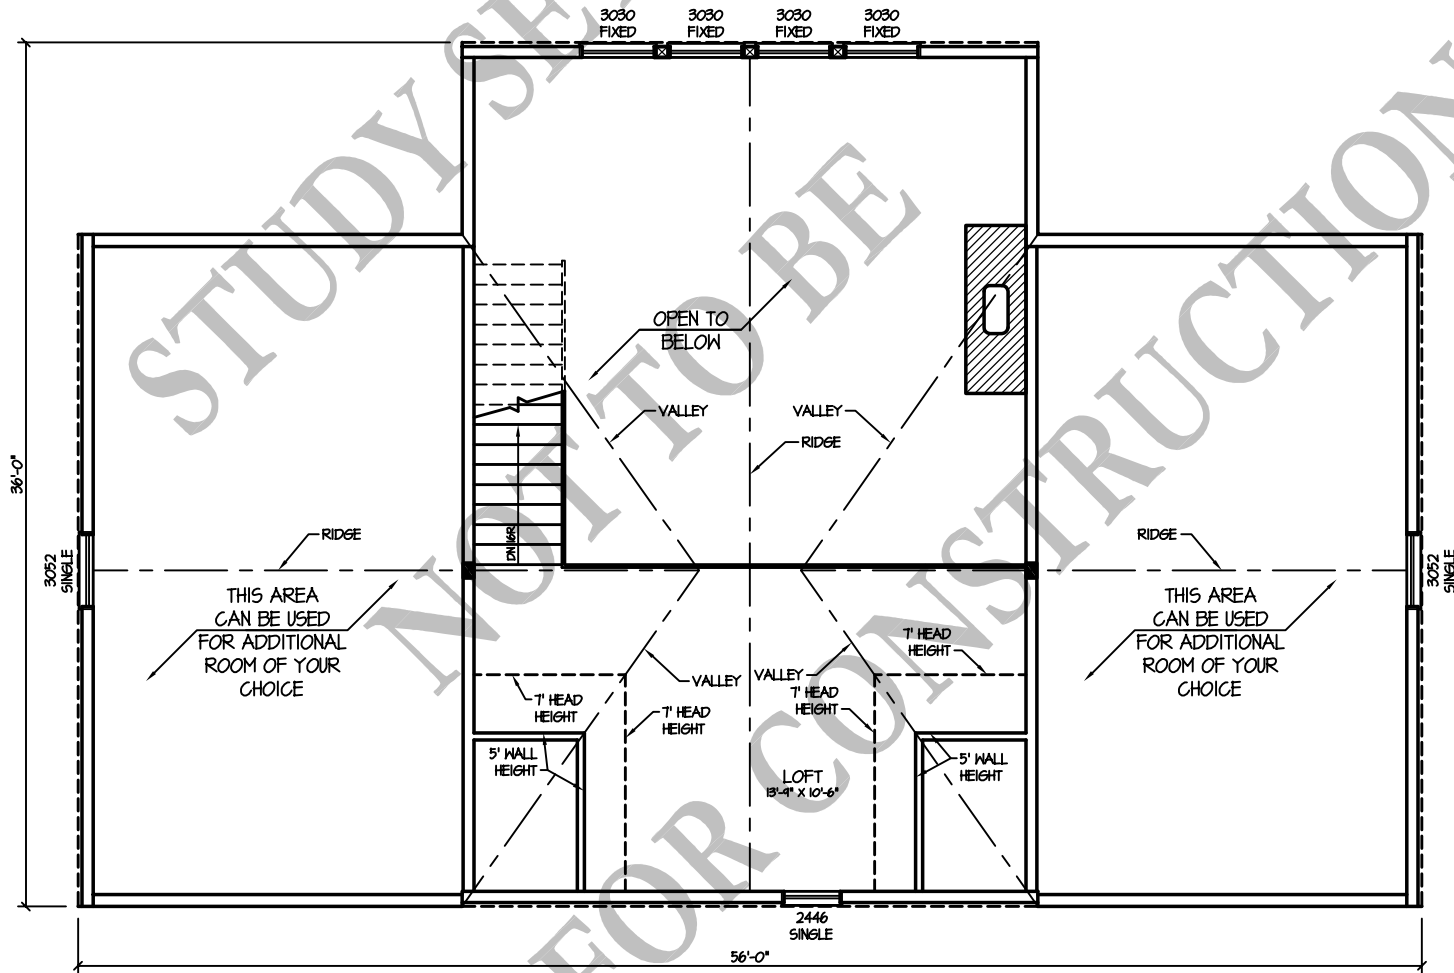 3030
FIXED
3030
FIXED
3030
FIXED
3030
FIXED
STUDY SE
NOT TO BE
FOR CONSTRUCTION
36'-0"
OPEN TO
BELOW
VALLEY
VALLEY
RIDGE
DN 16R
RIDGE
RIDGE
3052
SINGLE
3052
SINGLE
THIS AREA
CAN BE USED
FOR ADDITIONAL
ROOM OF YOUR
CHOICE
THIS AREA
CAN BE USED
FOR ADDITIONAL
ROOM OF YOUR
CHOICE
7' HEAD
HEIGHT
VALLEY
VALLEY
7' HEAD
HEIGHT
7' HEAD
HEIGHT
7' HEAD
HEIGHT
5' WALL
HEIGHT
5' WALL
HEIGHT
LOFT
13'-9" X 10'-6"
2446
SINGLE
56'-0"